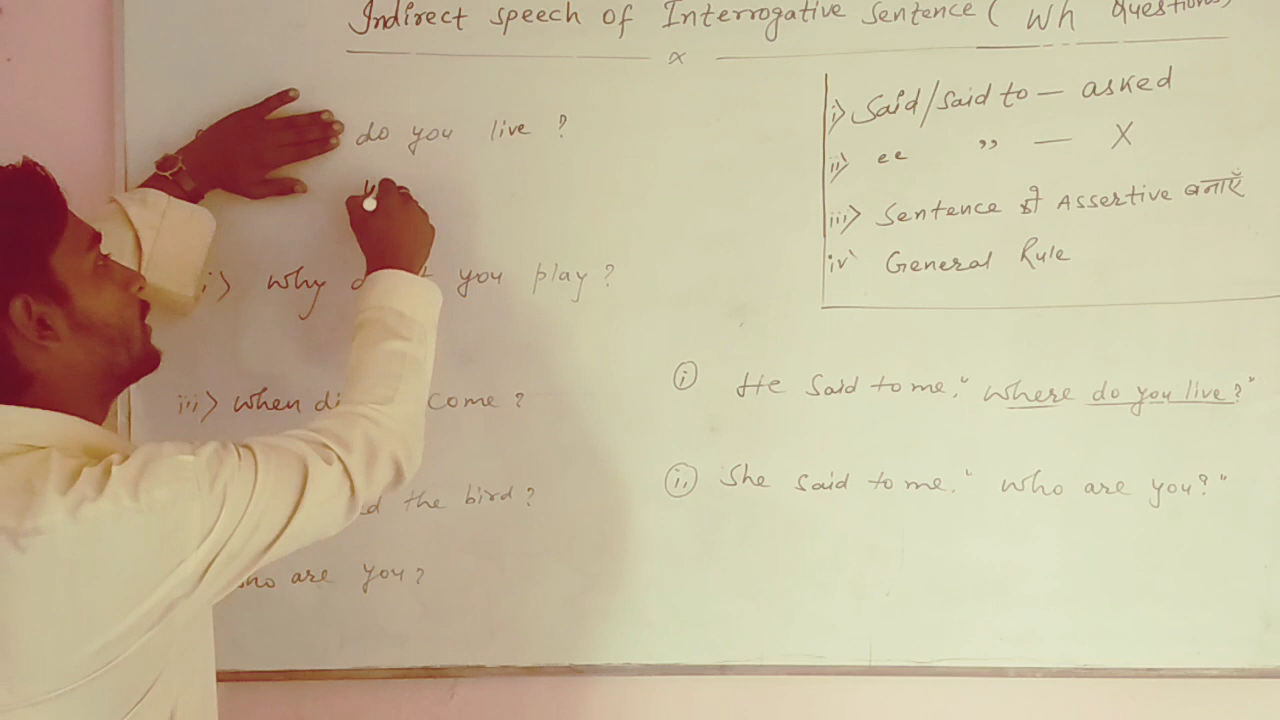 Indirect speech of Interrogative Sentence ( Wh Questions)
do you live ?
i> why you play ?
iii> when di come ?
d the bird ?
who are you ?
i> Said/said to — asked
ii> ee ,, — X
iii> Sentence को Assertive बनाएँ
iv> General Rule
i He said to me, "where do you live ?"
ii She said to me, "who are you ?"